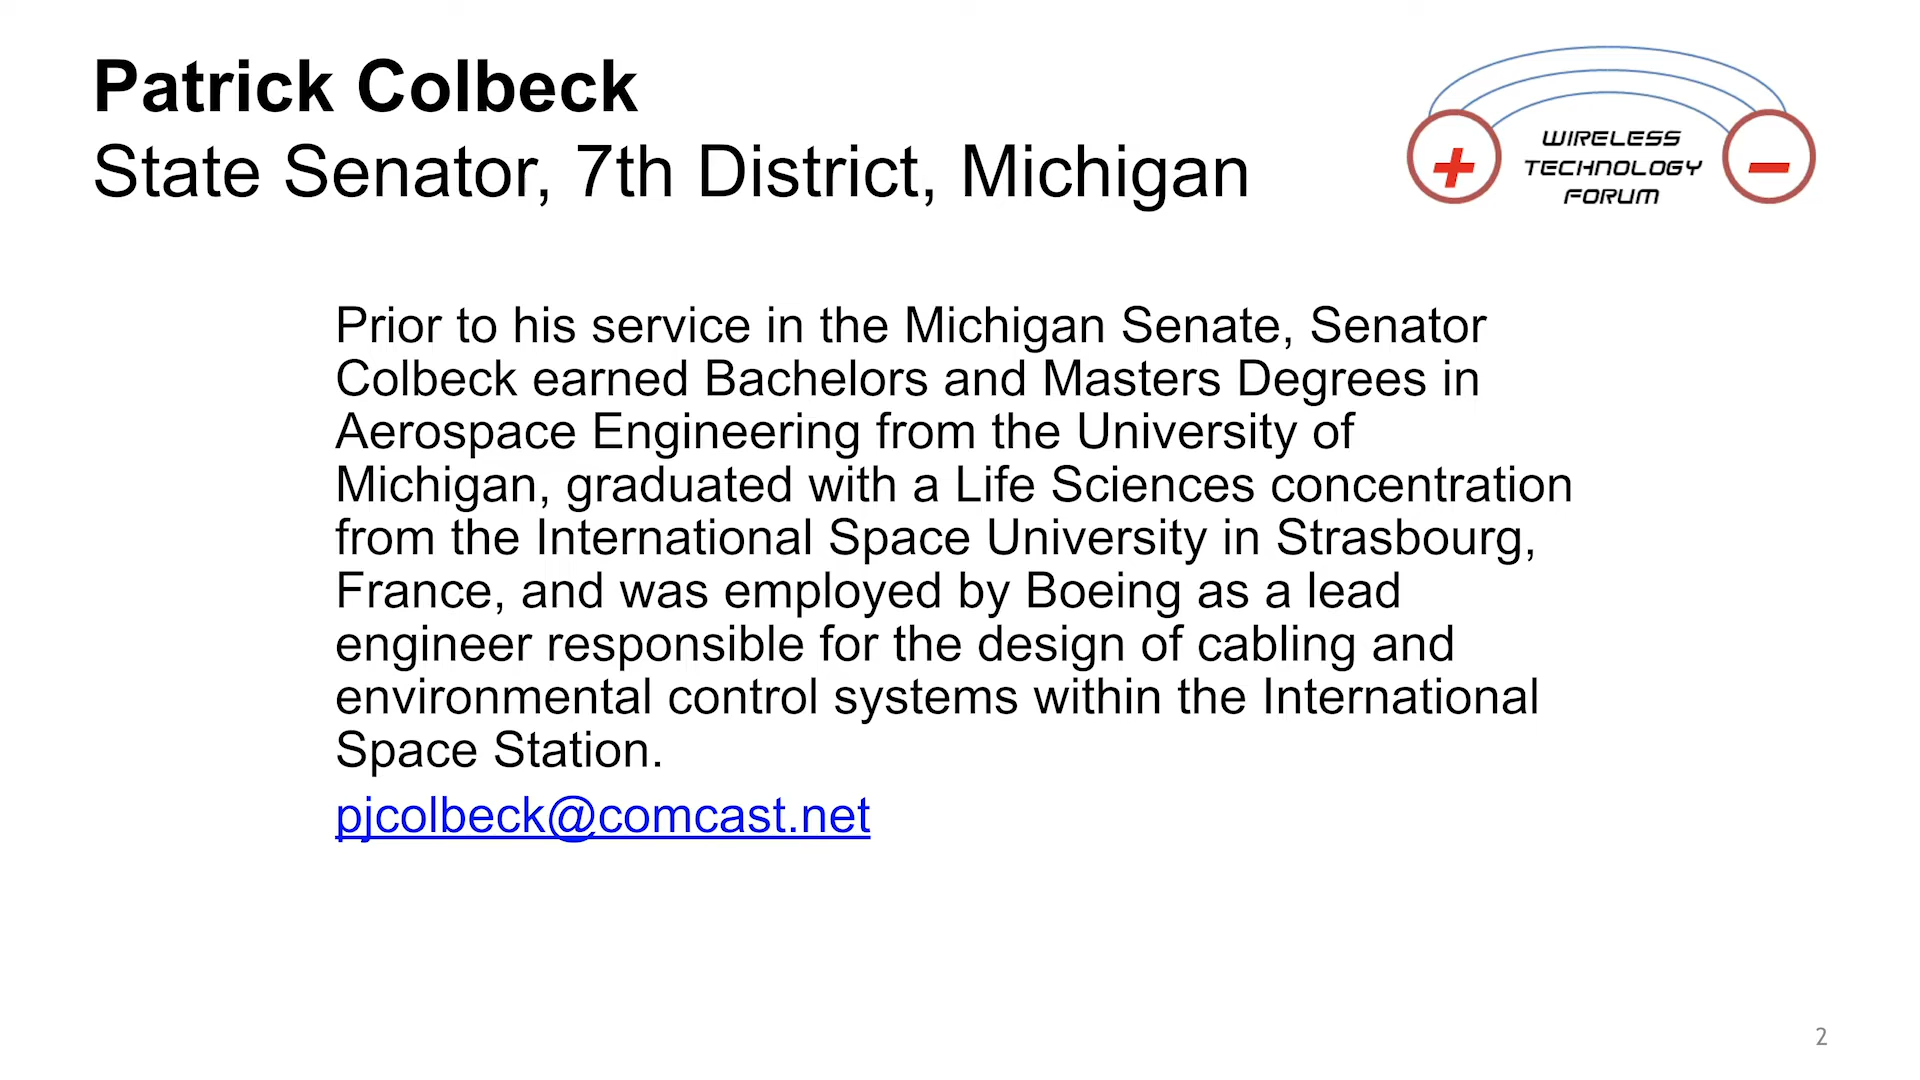 Patrick Colbeck
State Senator, 7th District, Michigan
+
WIRELESS
TECHNOLOGY
FORUM
–
Prior to his service in the Michigan Senate, Senator
Colbeck earned Bachelors and Masters Degrees in
Aerospace Engineering from the University of
Michigan, graduated with a Life Sciences concentration
from the International Space University in Strasbourg,
France, and was employed by Boeing as a lead
engineer responsible for the design of cabling and
environmental control systems within the International
Space Station.
pjcolbeck@comcast.net
2